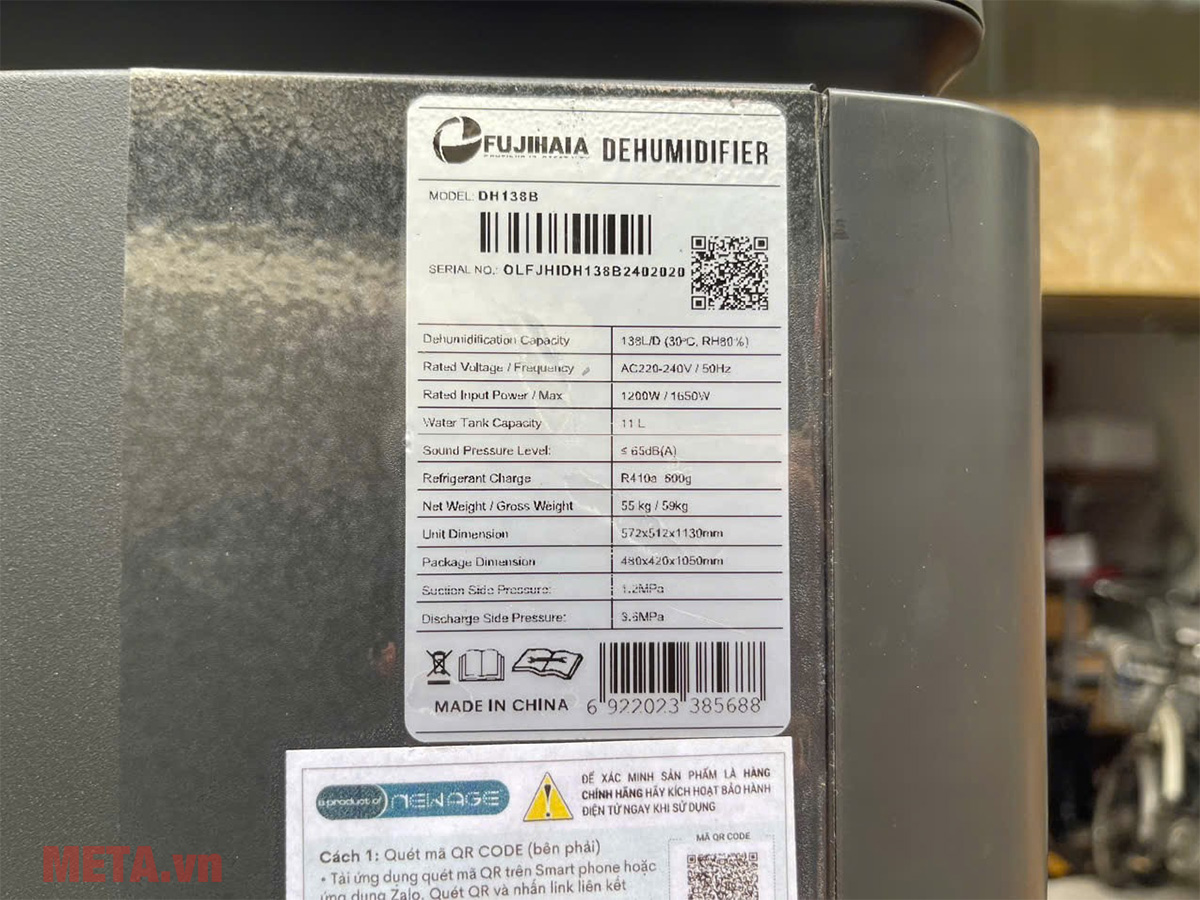 FUJIHAIA DEHUMIDIFIER
MODEL: DH138B
SERIAL NO.: OLFJHIDH138B2402020
Dehumidification Capacity 138L/D (30°C, RH80%)
Rated Voltage / Frequency AC220-240V / 50Hz
Rated Input Power / Max 1200W / 1650W
Water Tank Capacity 11 L
Sound Pressure Level: ≤ 65dB(A)
Refrigerant Charge R410a 500g
Net Weight / Gross Weight 55 kg / 59kg
Unit Dimension 572x512x1130mm
Package Dimension 480x420x1050mm
Suction Side Pressure: 1.2MPa
Discharge Side Pressure: 3.6MPa
MADE IN CHINA 6 922023 385688
a product of NEWAGE
ĐỂ XÁC MINH SẢN PHẨM LÀ HÀNG
CHÍNH HÃNG HÃY KÍCH HOẠT BẢO HÀNH
ĐIỆN TỬ NGAY KHI SỬ DỤNG
MÃ QR CODE
Cách 1: Quét mã QR CODE (bên phải)
• Tải ứng dụng quét mã QR trên Smart phone hoặc
ứng dụng Zalo. Quét QR và nhấn link liên kết
META.vn